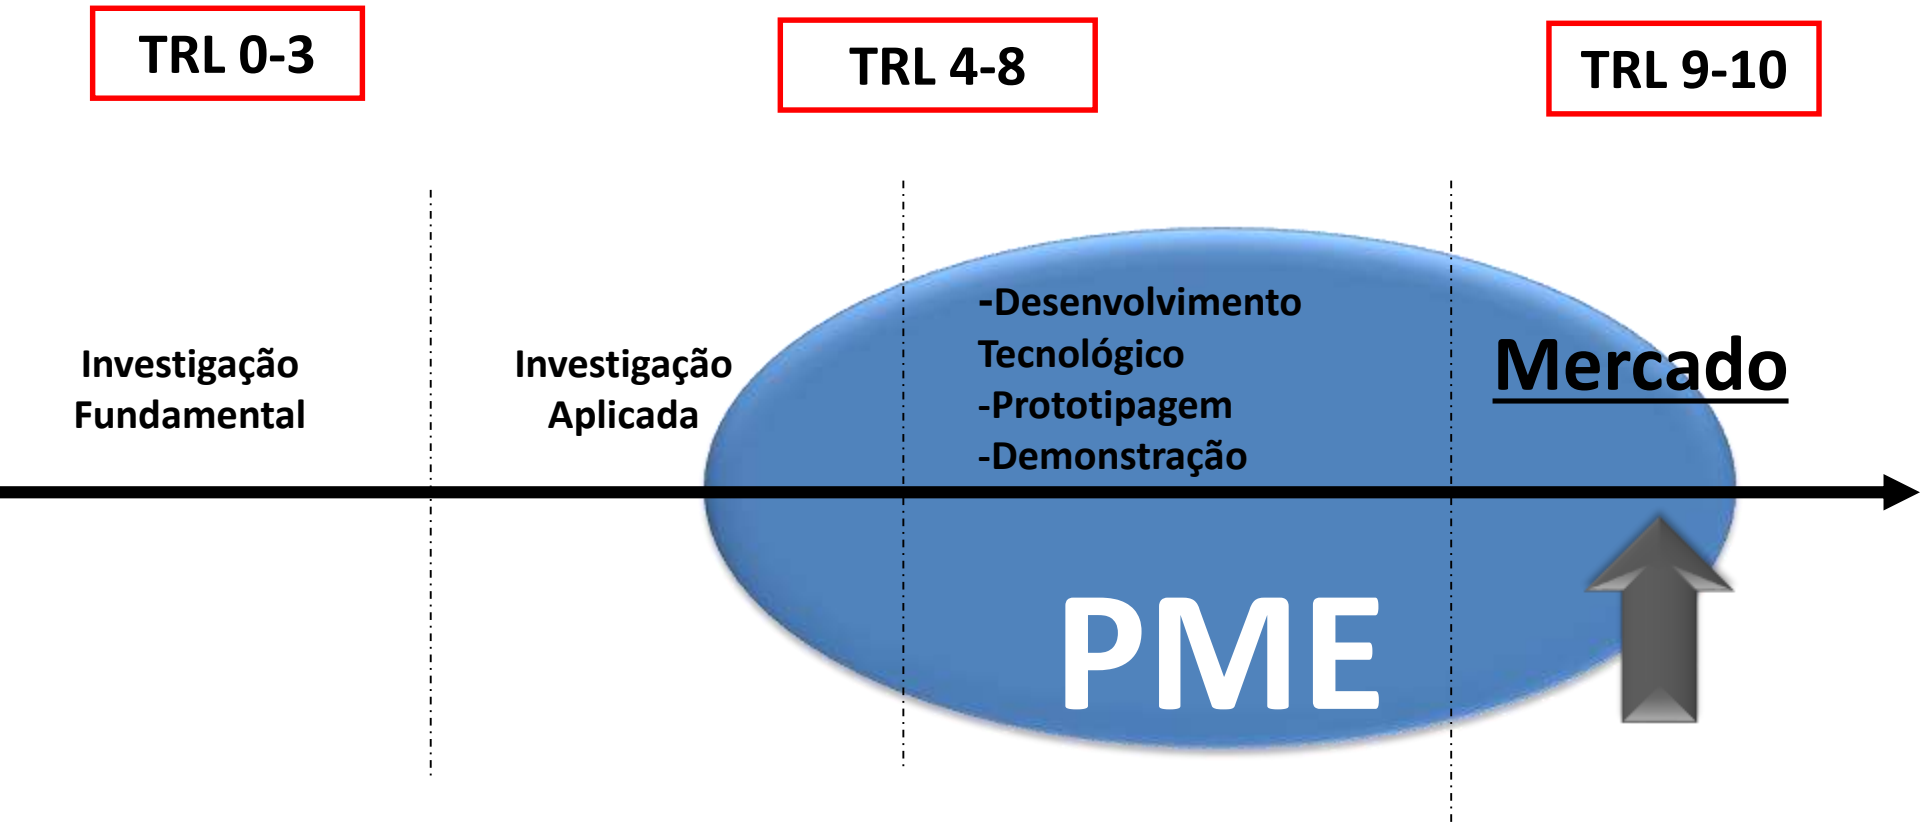 TRL 0-3
TRL 4-8
TRL 9-10
Investigação
Fundamental
Investigação
Aplicada
-Desenvolvimento
Tecnológico
-Prototipagem
-Demonstração
Mercado
PME